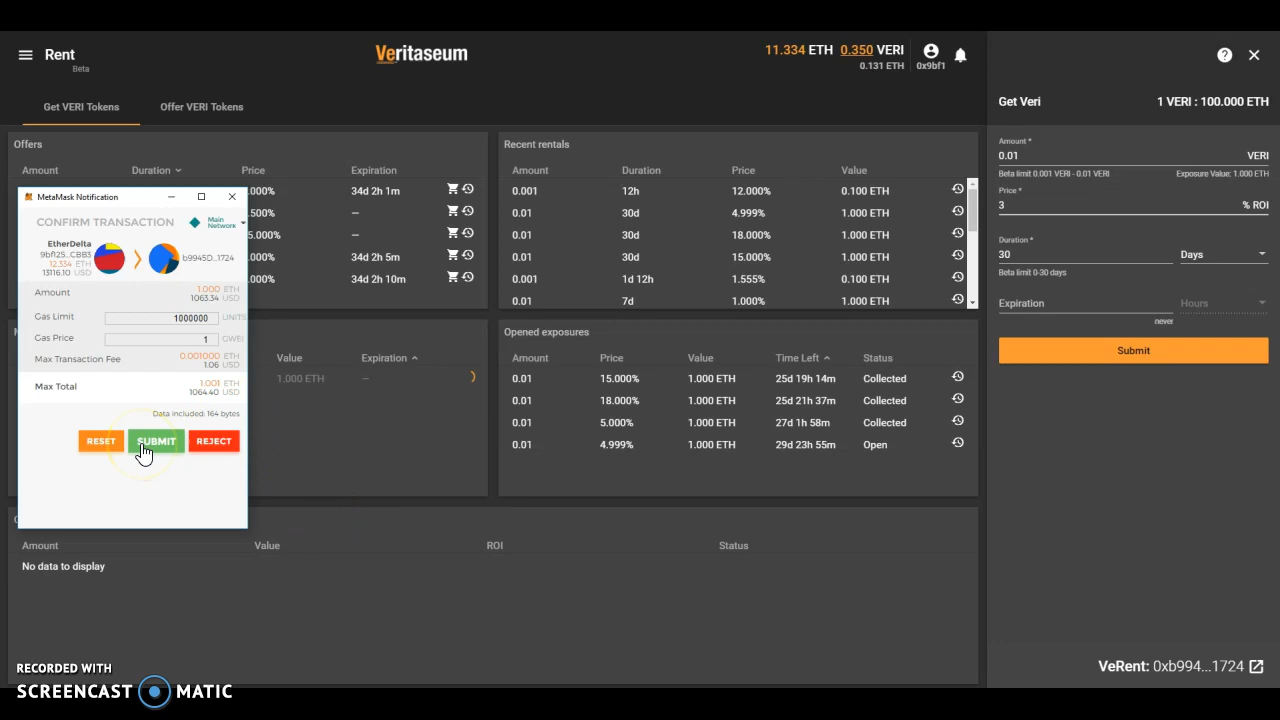 Rent
Beta
Veritaseum
11.334 ETH 0.350 VERI
0.131 ETH
0x9bf1
Get VERI Tokens
Offer VERI Tokens
Offers
Amount Duration Price Expiration
.000% 34d 2h 1m
.500% —
5.000% —
.000% 34d 2h 5m
.000% 34d 2h 10m
Recent rentals
Amount Duration Price Value
0.001 12h 12.000% 0.100 ETH
0.01 30d 4.999% 1.000 ETH
0.01 30d 18.000% 1.000 ETH
0.01 30d 15.000% 1.000 ETH
0.001 1d 12h 1.555% 0.100 ETH
0.01 7d 1.000% 1.000 ETH
MetaMask Notification
CONFIRM TRANSACTION
Main
Network
EtherDelta
9bf125...CBB3
12.334 ETH
13116.10 USD
b9945D...1724
Amount 1.000 ETH
1063.34 USD
Gas Limit 1000000 UNITS
Gas Price 1 GWEI
Max Transaction Fee 0.001000 ETH
1.06 USD
Max Total 1.001 ETH
1064.40 USD
Data included: 164 bytes
RESET SUBMIT REJECT
Value Expiration
1.000 ETH —
Opened exposures
Amount Price Value Time Left Status
0.01 15.000% 1.000 ETH 25d 19h 14m Collected
0.01 18.000% 1.000 ETH 25d 21h 37m Collected
0.01 5.000% 1.000 ETH 27d 1h 58m Collected
0.01 4.999% 1.000 ETH 29d 23h 55m Open
Amount Value ROI Status
No data to display
Get Veri 1 VERI : 100.000 ETH
Amount *
0.01 VERI
Beta limit 0.001 VERI - 0.01 VERI Exposure Value: 1.000 ETH
Price *
3 % ROI
Duration *
30 Days
Beta limit 0-30 days
Expiration Hours
never
Submit
VeRent: 0xb994...1724
RECORDED WITH
SCREENCAST MATIC